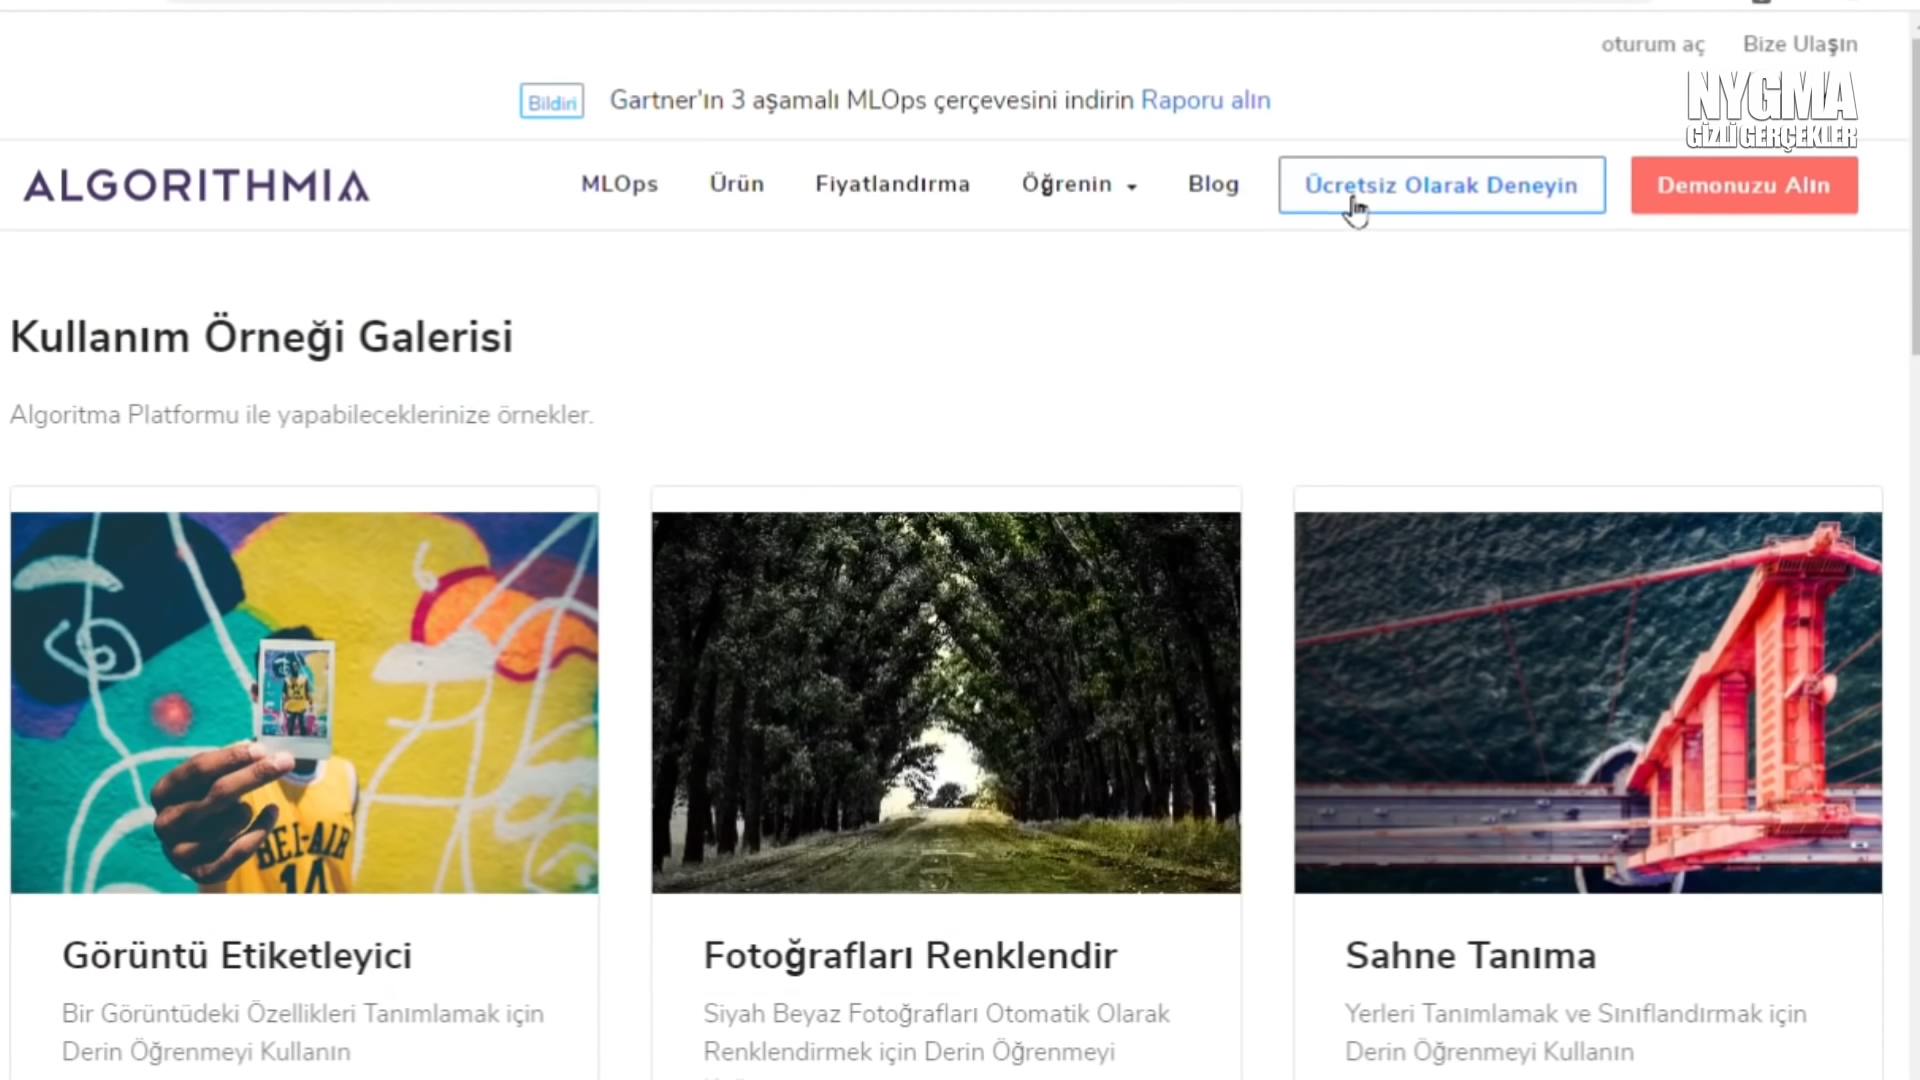 oturum aç Bize Ulaşın
NYGMA
GİZLİ GERÇEKLER
Bildiri Gartner'ın 3 aşamalı MLOps çerçevesini indirin Raporu alın
ALGORITHMIA MLOps Ürün Fiyatlandırma Öğrenin Blog Ücretsiz Olarak Deneyin Demonuzu Alın
Kullanım Örneği Galerisi
Algoritma Platformu ile yapabileceklerinize örnekler.
BEL-AIR
14
Görüntü Etiketleyici
Bir Görüntüdeki Özellikleri Tanımlamak için
Derin Öğrenmeyi Kullanın
Fotoğrafları Renklendir
Siyah Beyaz Fotoğrafları Otomatik Olarak
Renklendirmek için Derin Öğrenmeyi
Sahne Tanıma
Yerleri Tanımlamak ve Sınıflandırmak için
Derin Öğrenmeyi Kullanın